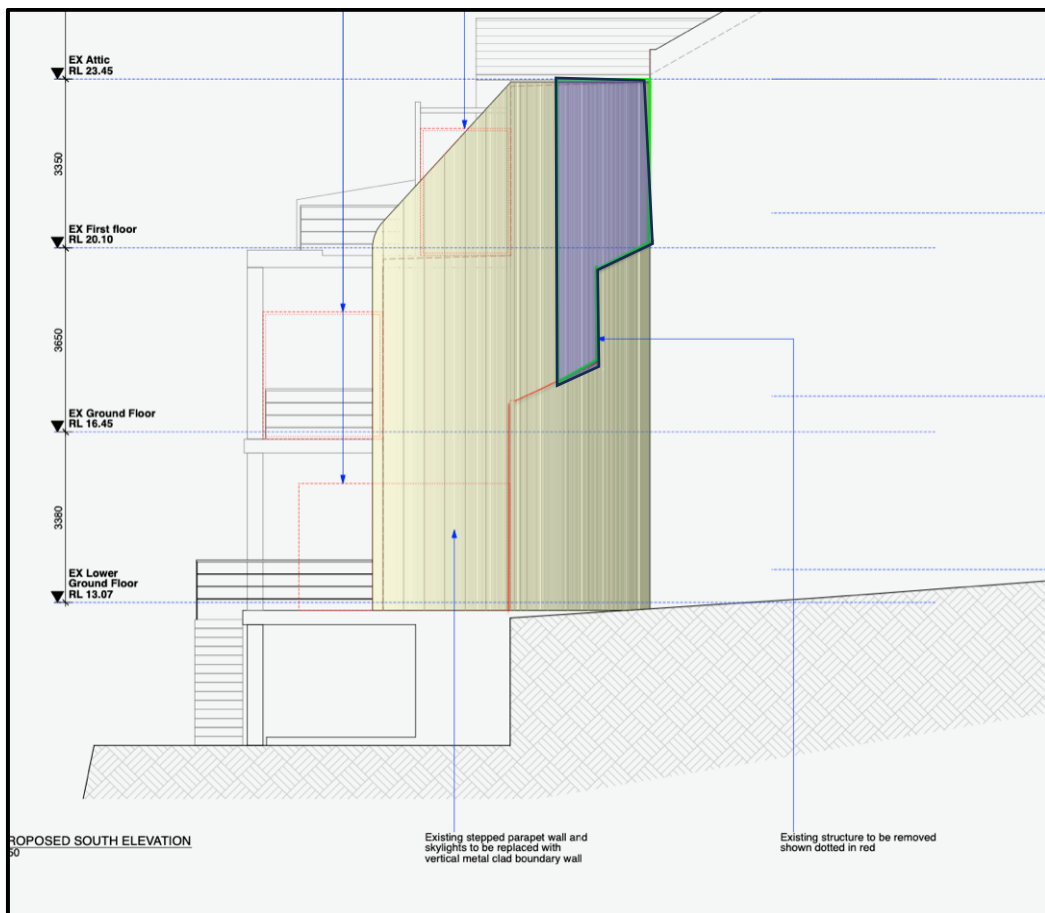 EX Attic
RL 23.45
3350
EX First floor
RL 20.10
3650
EX Ground Floor
RL 16.45
3380
EX Lower
Ground Floor
RL 13.07
ROPOSED SOUTH ELEVATION
50
Existing stepped parapet wall and
skylights to be replaced with
vertical metal clad boundary wall
Existing structure to be removed
shown dotted in red